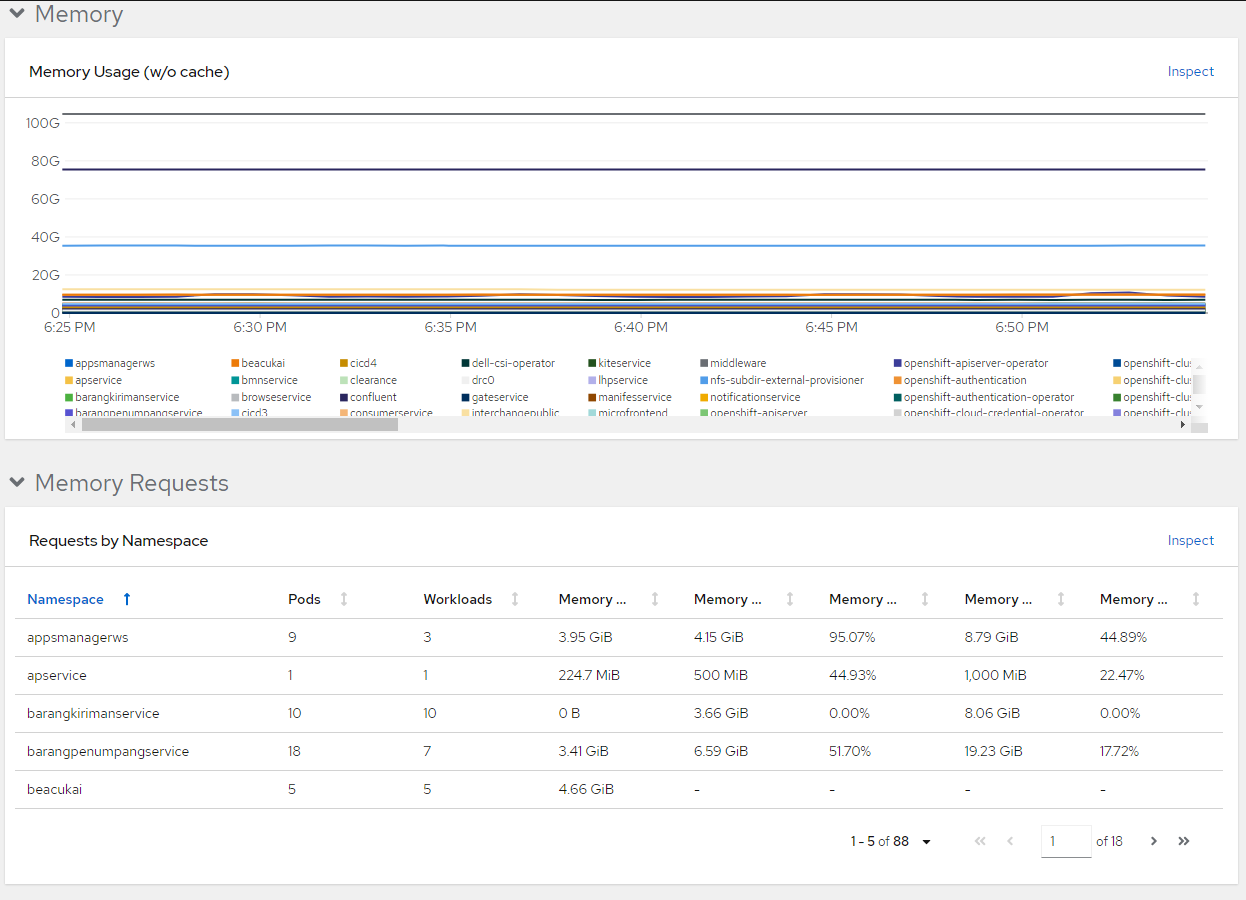 Memory
Memory Usage (w/o cache)
Inspect
100G
80G
60G
40G
20G
0
6:25 PM 6:30 PM 6:35 PM 6:40 PM 6:45 PM 6:50 PM
appsmanagerws beacukai cicd4 dell-csi-operator kiteservice middleware openshift-apiserver-operator openshift-clu
apservice bmnservice clearance drc0 lhpservice nfs-subdir-external-provisioner openshift-authentication openshift-clu
barangkirimanservice browseservice confluent gateservice manifesservice notificationservice openshift-authentication-operator openshift-clu
barangpenumpangservice cicd3 consumerservice interchangepublic microfrontend openshift-apiserver openshift-cloud-credential-operator openshift-clu
Memory Requests
Requests by Namespace
Inspect
Namespace Pods Workloads Memory ... Memory ... Memory ... Memory ... Memory ...
appsmanagerws 9 3 3.95 GiB 4.15 GiB 95.07% 8.79 GiB 44.89%
apservice 1 1 224.7 MiB 500 MiB 44.93% 1,000 MiB 22.47%
barangkirimanservice 10 10 0 B 3.66 GiB 0.00% 8.06 GiB 0.00%
barangpenumpangservice 18 7 3.41 GiB 6.59 GiB 51.70% 19.23 GiB 17.72%
beacukai 5 5 4.66 GiB - - - -
1 - 5 of 88 1 of 18